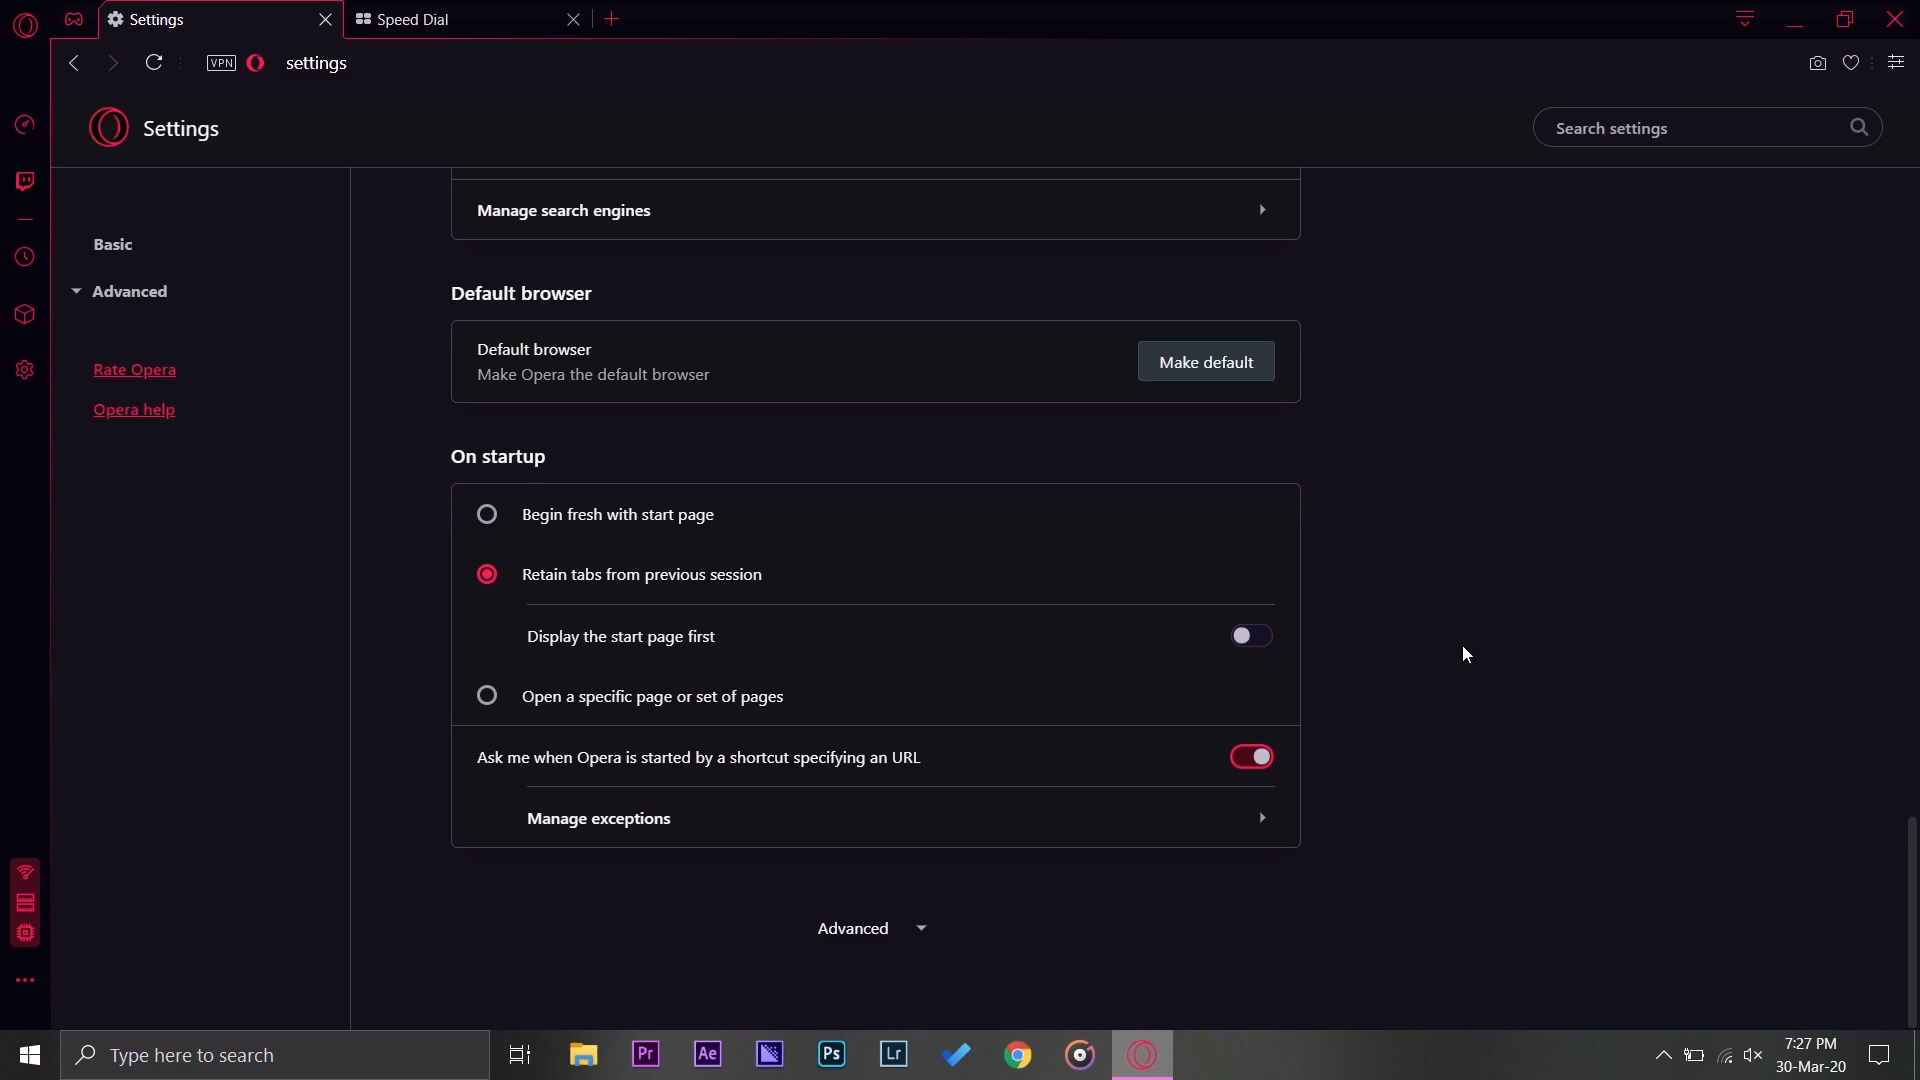 Settings
Speed Dial
VPN
settings
Settings
Search settings
Basic
Advanced
Rate Opera
Opera help
Manage search engines
Default browser
Default browser
Make Opera the default browser
Make default
On startup
Begin fresh with start page
Retain tabs from previous session
Display the start page first
Open a specific page or set of pages
Ask me when Opera is started by a shortcut specifying an URL
Manage exceptions
Advanced
Type here to search
Pr
Ae
Ps
Lr
7:27 PM
30-Mar-20